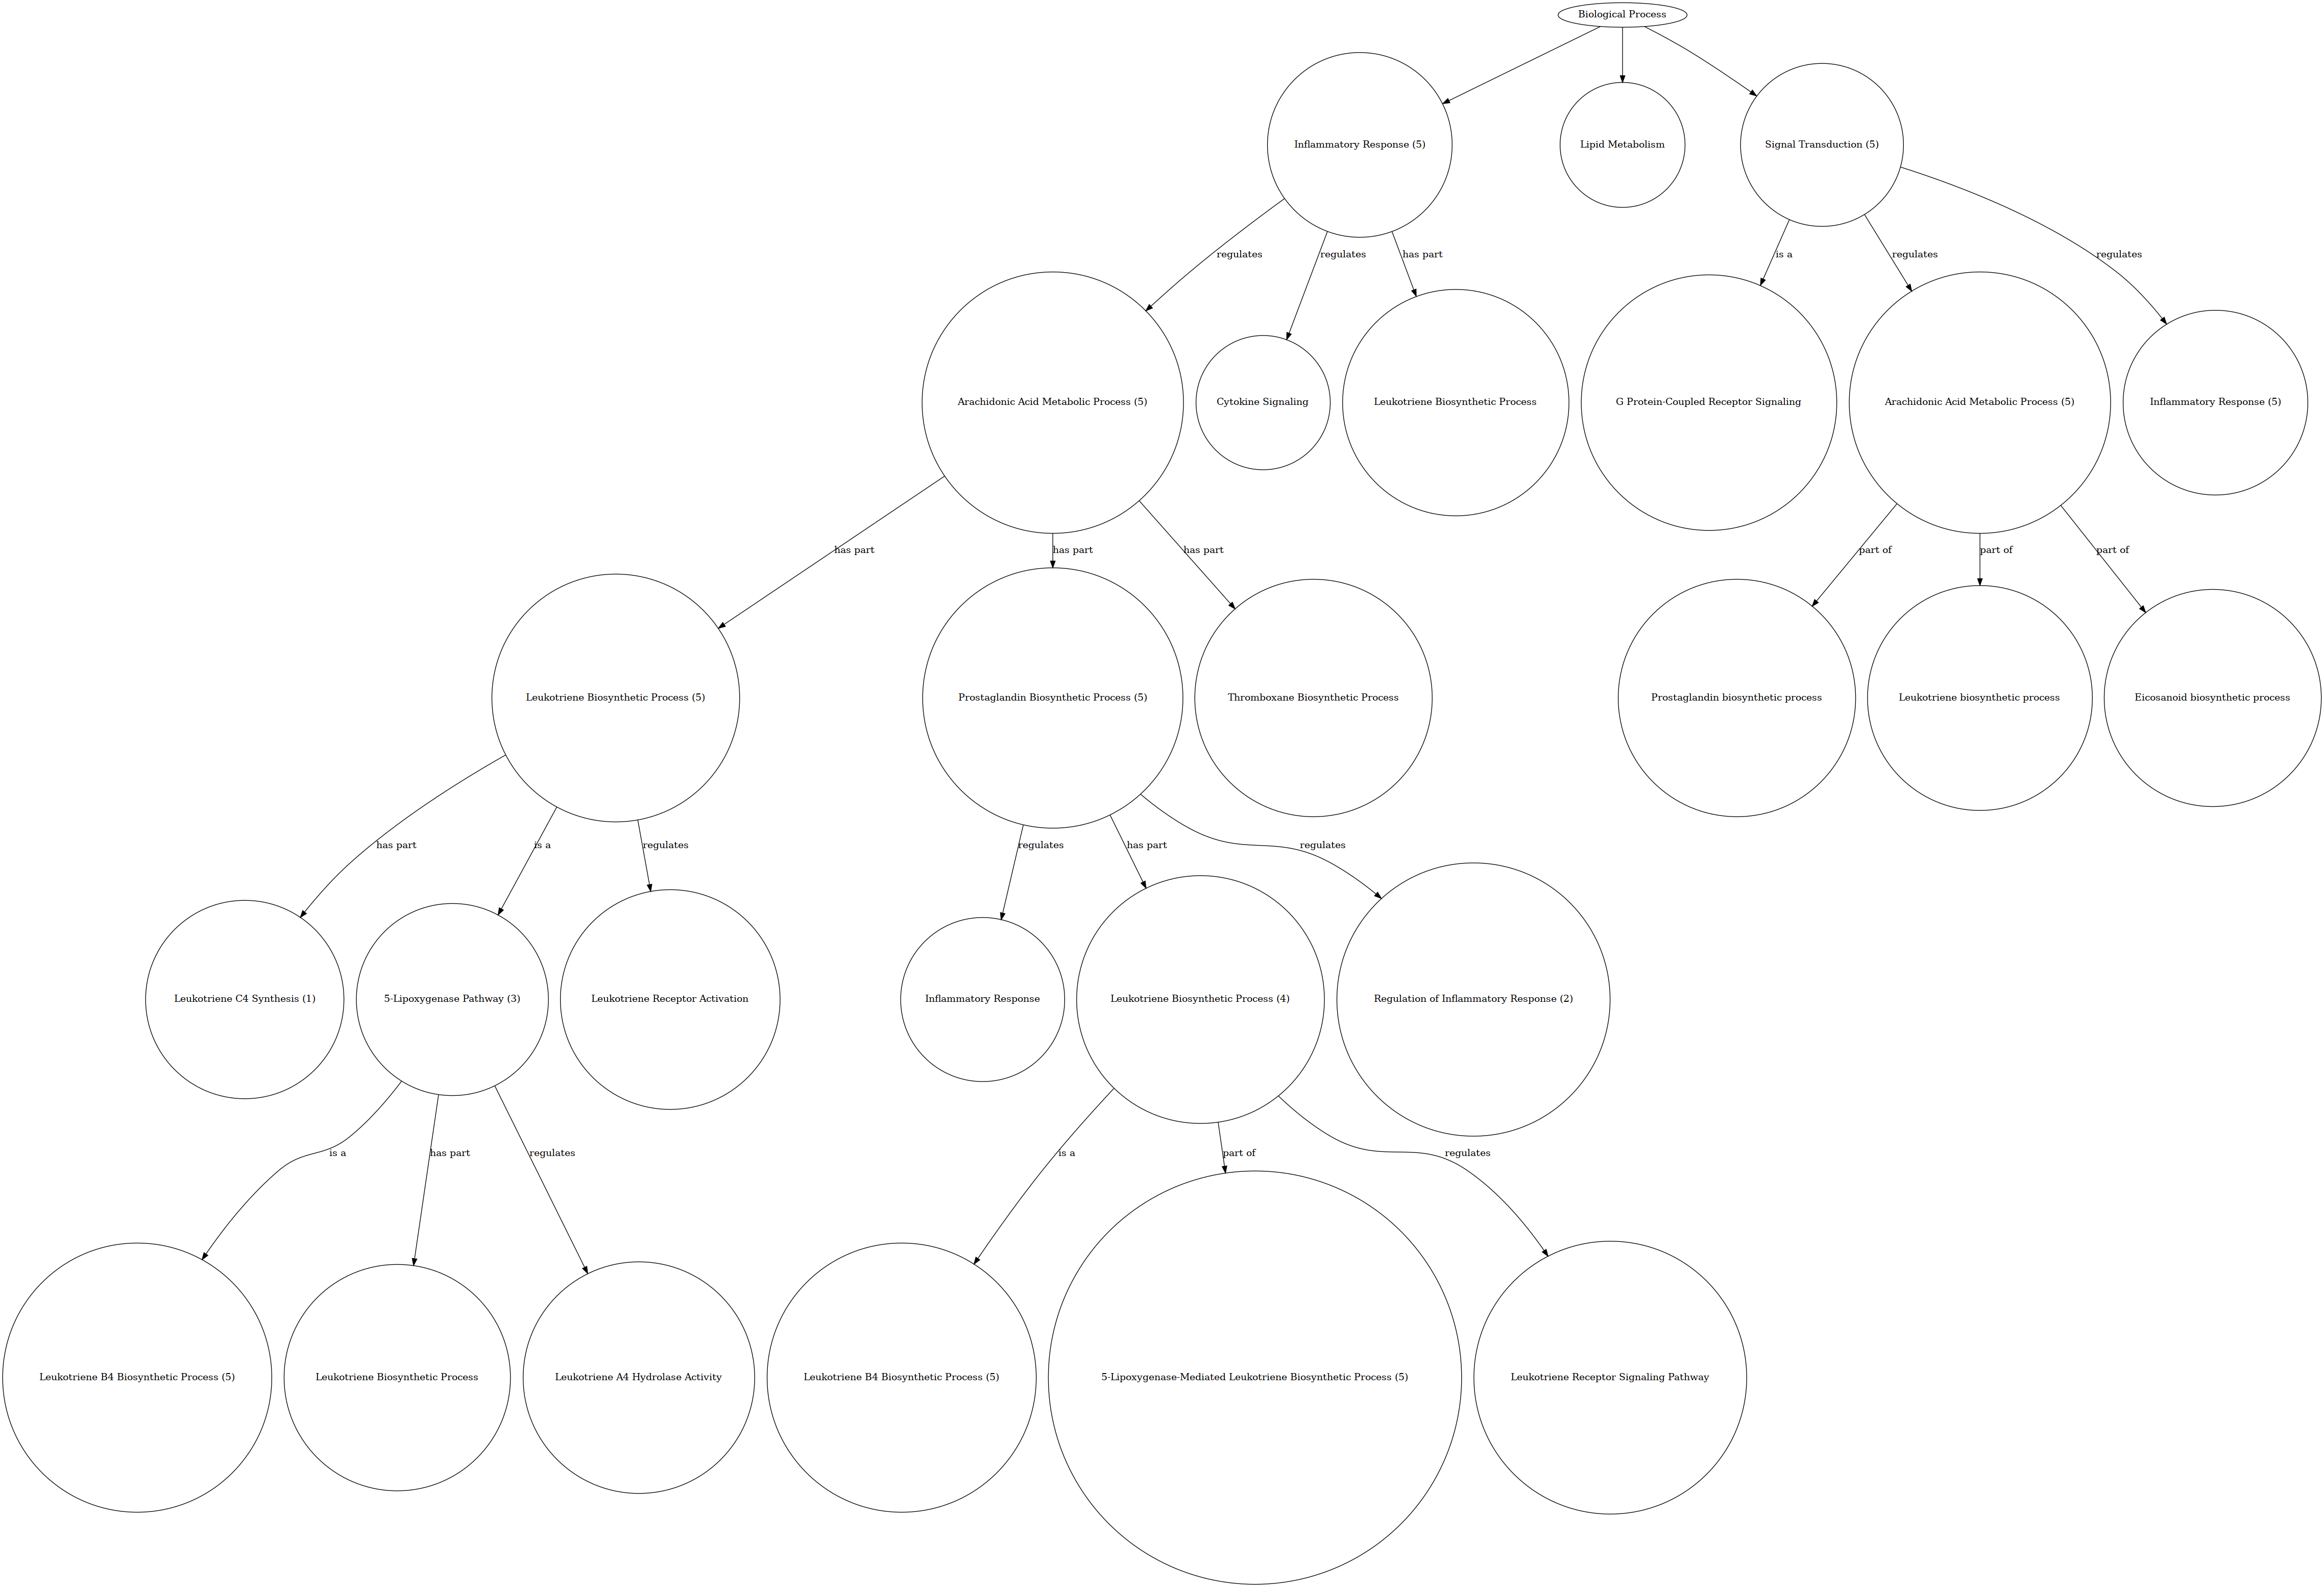 Biological Process
Inflammatory Response (5)
Lipid Metabolism
Signal Transduction (5)
regulates
regulates
has part
is a
regulates
regulates
Arachidonic Acid Metabolic Process (5)
Cytokine Signaling
Leukotriene Biosynthetic Process
G Protein-Coupled Receptor Signaling
Arachidonic Acid Metabolic Process (5)
Inflammatory Response (5)
has part
has part
has part
part of
part of
part of
Leukotriene Biosynthetic Process (5)
Prostaglandin Biosynthetic Process (5)
Thromboxane Biosynthetic Process
Prostaglandin biosynthetic process
Leukotriene biosynthetic process
Eicosanoid biosynthetic process
has part
is a
regulates
regulates
has part
regulates
Leukotriene C4 Synthesis (1)
5-Lipoxygenase Pathway (3)
Leukotriene Receptor Activation
Inflammatory Response
Leukotriene Biosynthetic Process (4)
Regulation of Inflammatory Response (2)
is a
has part
regulates
is a
part of
regulates
Leukotriene B4 Biosynthetic Process (5)
Leukotriene Biosynthetic Process
Leukotriene A4 Hydrolase Activity
Leukotriene B4 Biosynthetic Process (5)
5-Lipoxygenase-Mediated Leukotriene Biosynthetic Process (5)
Leukotriene Receptor Signaling Pathway